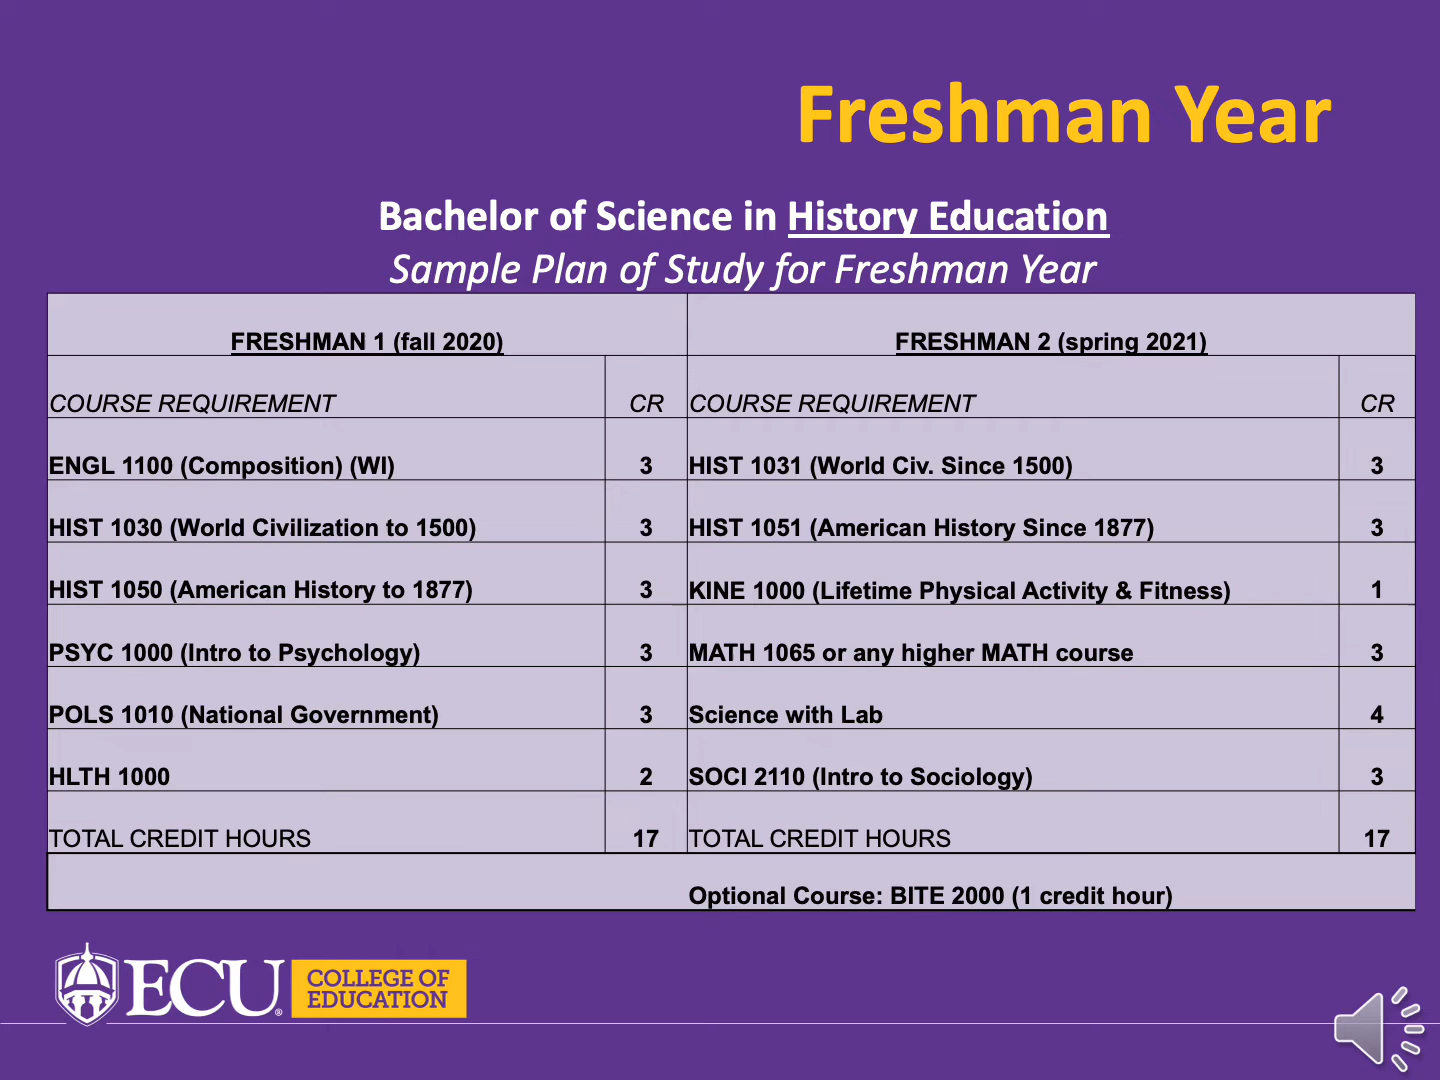 Freshman Year
Bachelor of Science in History Education
Sample Plan of Study for Freshman Year
FRESHMAN 1 (fall 2020) FRESHMAN 2 (spring 2021)
COURSE REQUIREMENT CR COURSE REQUIREMENT CR
ENGL 1100 (Composition) (WI) 3 HIST 1031 (World Civ. Since 1500) 3
HIST 1030 (World Civilization to 1500) 3 HIST 1051 (American History Since 1877) 3
HIST 1050 (American History to 1877) 3 KINE 1000 (Lifetime Physical Activity & Fitness) 1
PSYC 1000 (Intro to Psychology) 3 MATH 1065 or any higher MATH course 3
POLS 1010 (National Government) 3 Science with Lab 4
HLTH 1000 2 SOCI 2110 (Intro to Sociology) 3
TOTAL CREDIT HOURS 17 TOTAL CREDIT HOURS 17
Optional Course: BITE 2000 (1 credit hour)
ECU® COLLEGE OF
EDUCATION